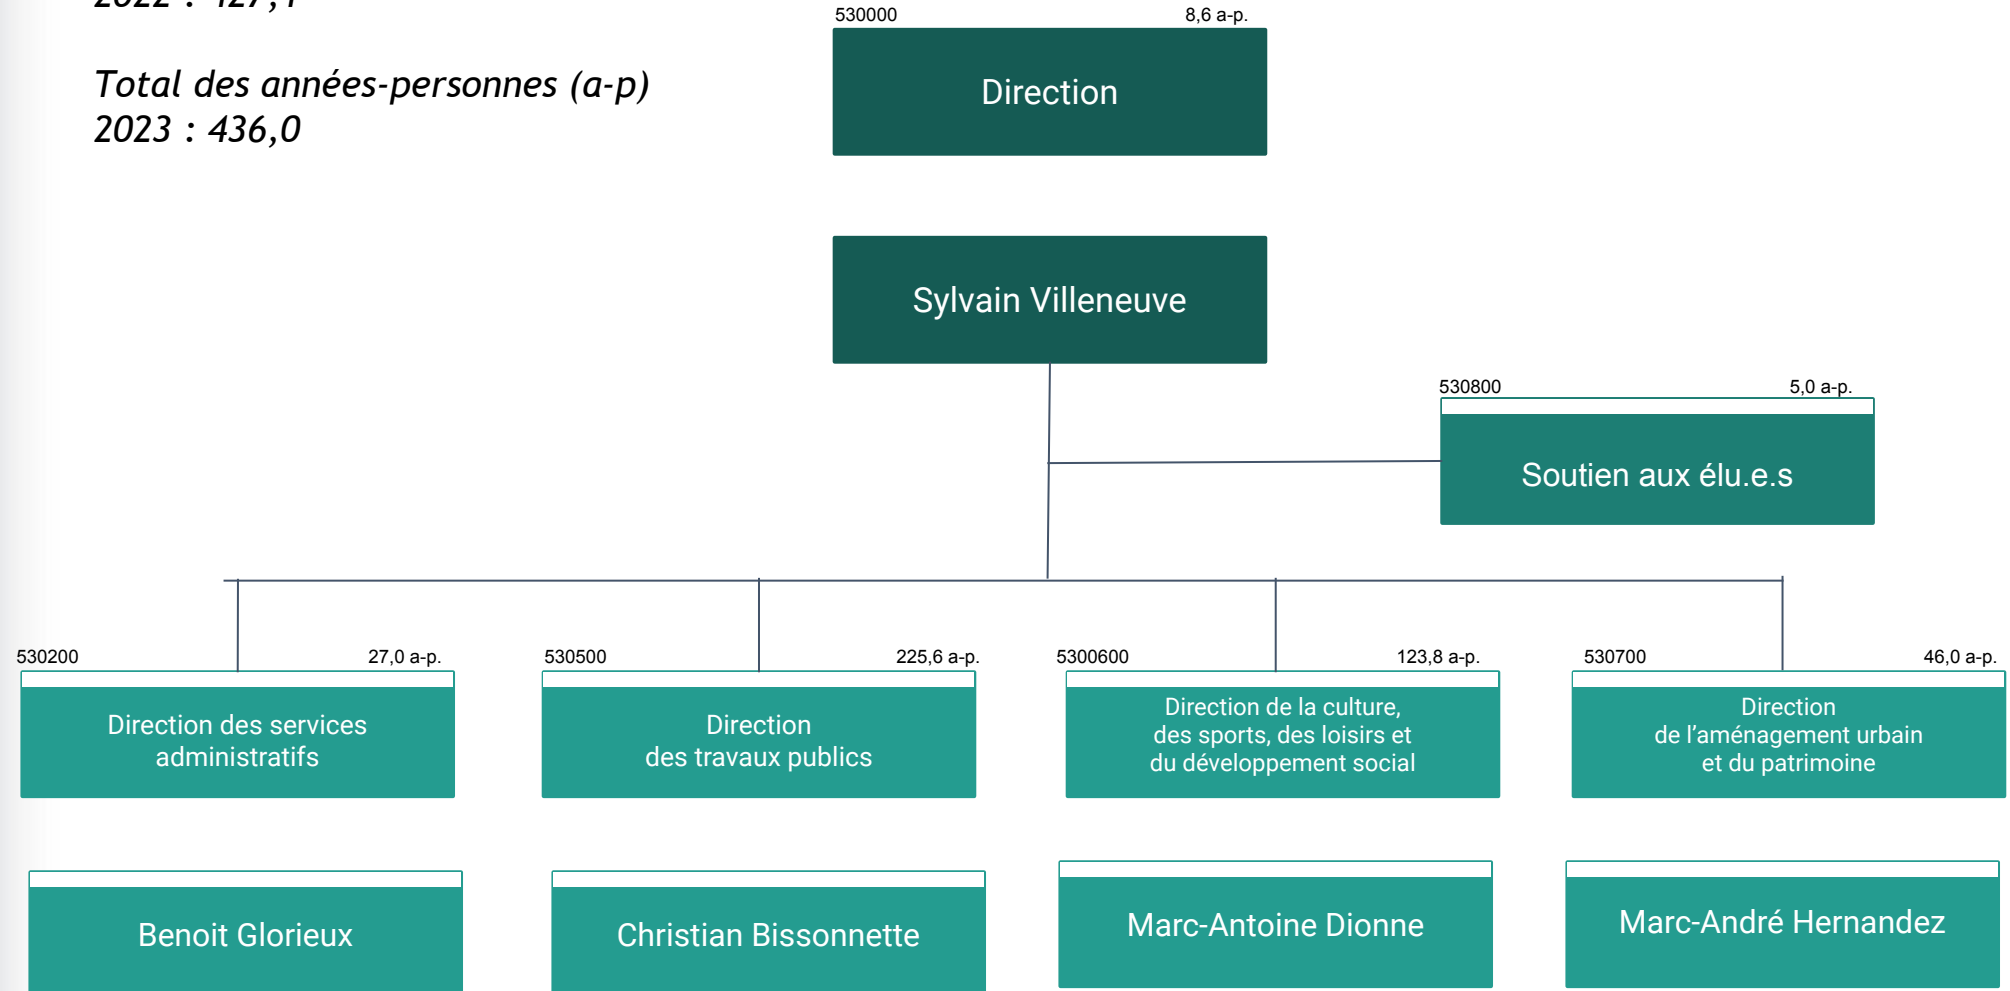 Total des années-personnes (a-p)
2023 : 436,0
530000 8,6 a-p.
Direction
Sylvain Villeneuve
530800 5,0 a-p.
Soutien aux élu.e.s
530200 27,0 a-p.
Direction des services
administratifs
Benoit Glorieux
530500 225,6 a-p.
Direction
des travaux publics
Christian Bissonnette
5300600 123,8 a-p.
Direction de la culture,
des sports, des loisirs et
du développement social
Marc-Antoine Dionne
530700 46,0 a-p.
Direction
de l’aménagement urbain
et du patrimoine
Marc-André Hernandez